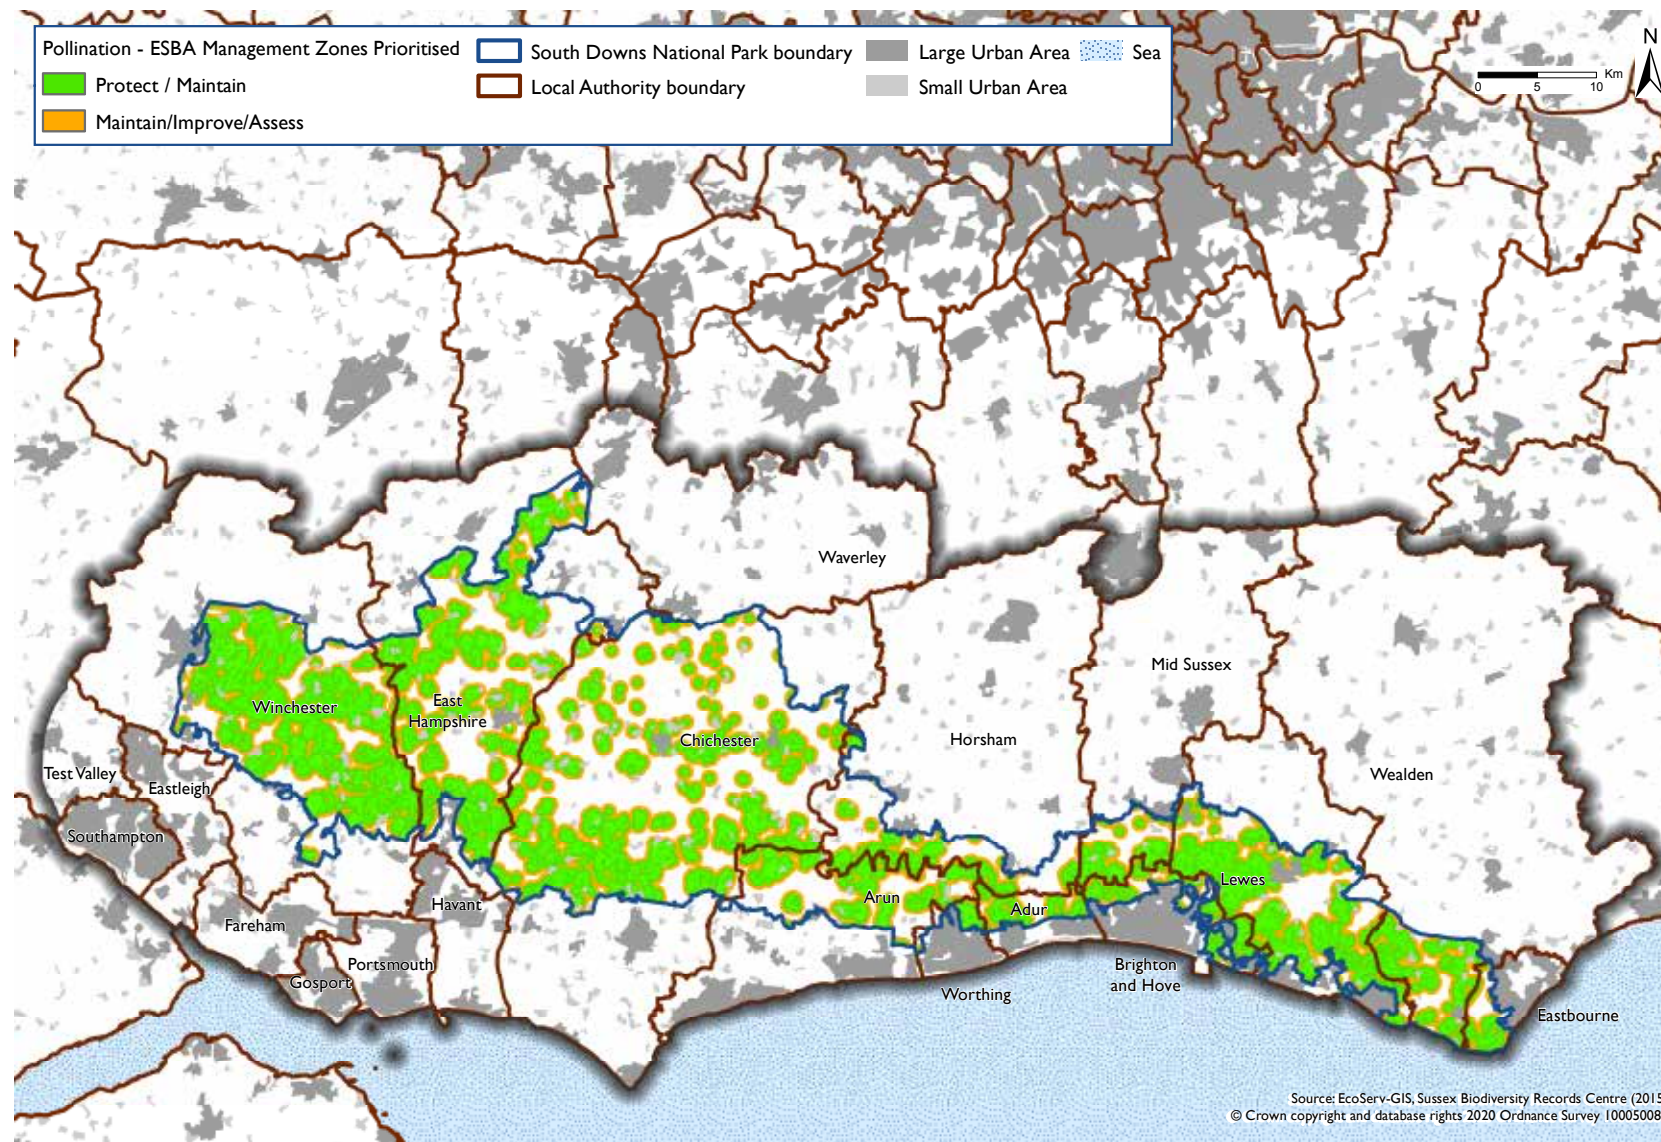 Pollination - ESBA Management Zones Prioritised
Protect / Maintain
Maintain/Improve/Assess
South Downs National Park boundary
Local Authority boundary
Large Urban Area
Small Urban Area
Sea
N
Km
0 5 10
Waverley
Mid Sussex
Winchester
East
Hampshire
Chichester
Horsham
Test Valley
Eastleigh
Wealden
Southampton
Lewes
Arun
Adur
Havant
Fareham
Portsmouth
Gosport
Brighton
and Hove
Worthing
Eastbourne
Source: EcoServ-GIS, Sussex Biodiversity Records Centre (2015
© Crown copyright and database rights 2020 Ordnance Survey 10005008